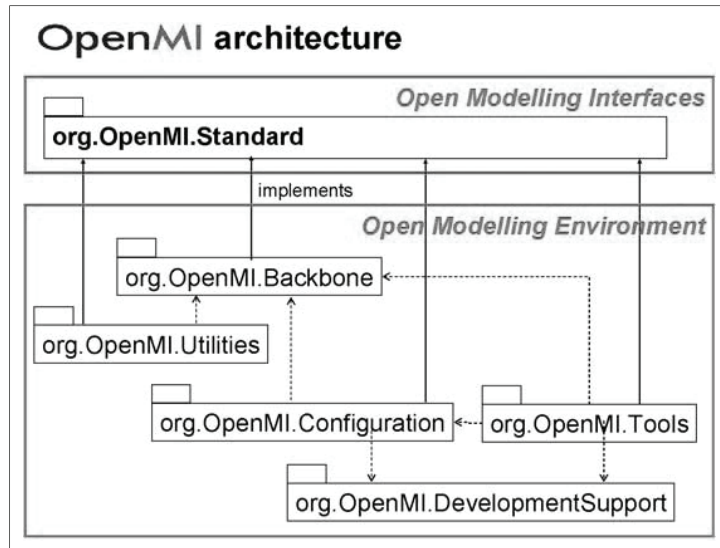 OpenMI architecture
Open Modelling Interfaces
org.OpenMI.Standard
implements
Open Modelling Environment
org.OpenMI.Backbone
org.OpenMI.Utilities
org.OpenMI.Configuration
org.OpenMI.Tools
org.OpenMI.DevelopmentSupport